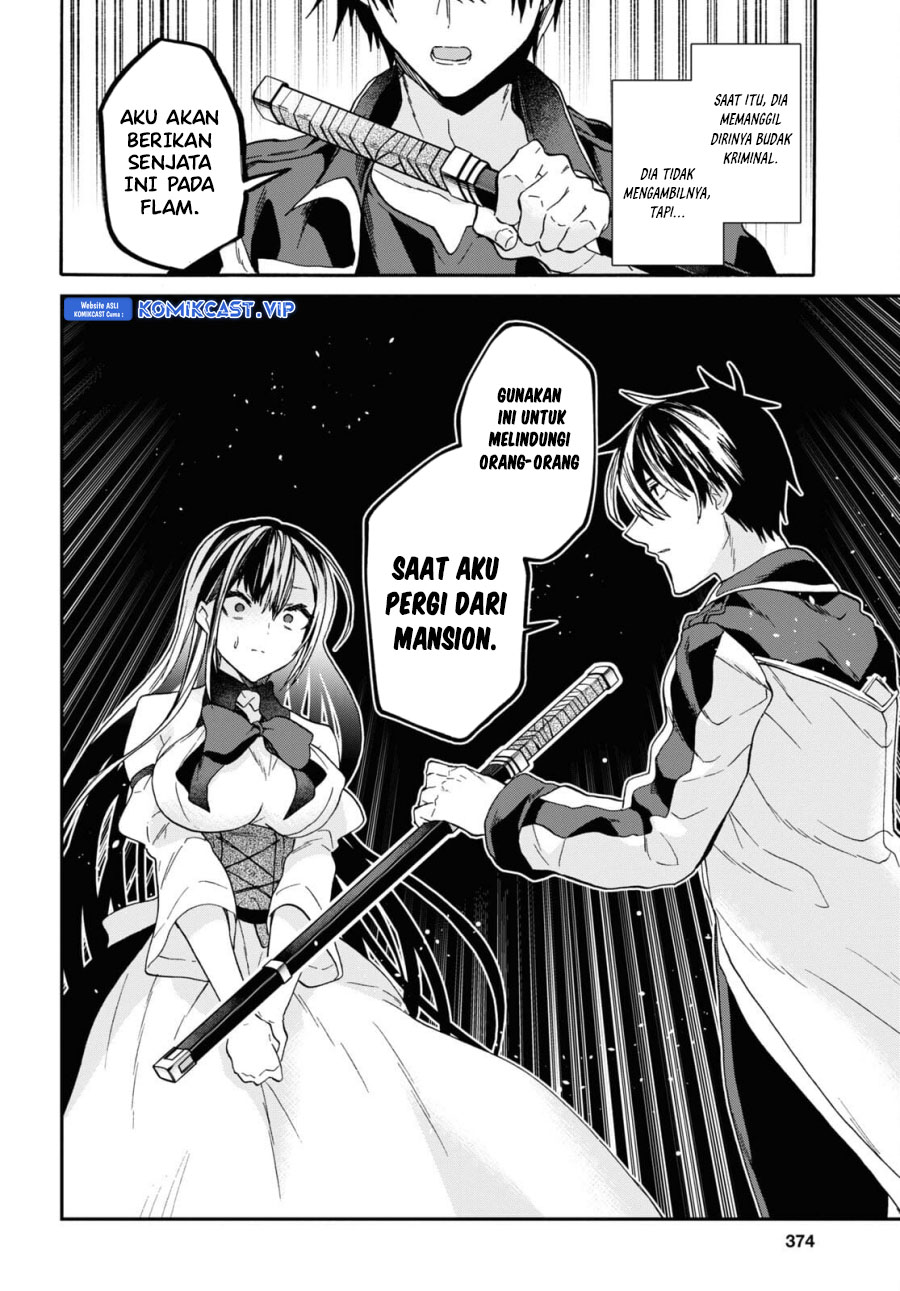 SAAT ITU, DIA
MEMANGGIL
DIRINYA BUDAK
KRIMINAL.
DIA TIDAK
MENGAMBILNYA,
TAPI...
AKU AKAN
BERIKAN
SENJATA
INI PADA
FLAM.
Website ASLI
KOMIKCAST Cuma :
KOMIKCAST.VIP
GUNAKAN
INI UNTUK
MELINDUNGI
ORANG-ORANG
SAAT AKU
PERGI DARI
MANSION.
374